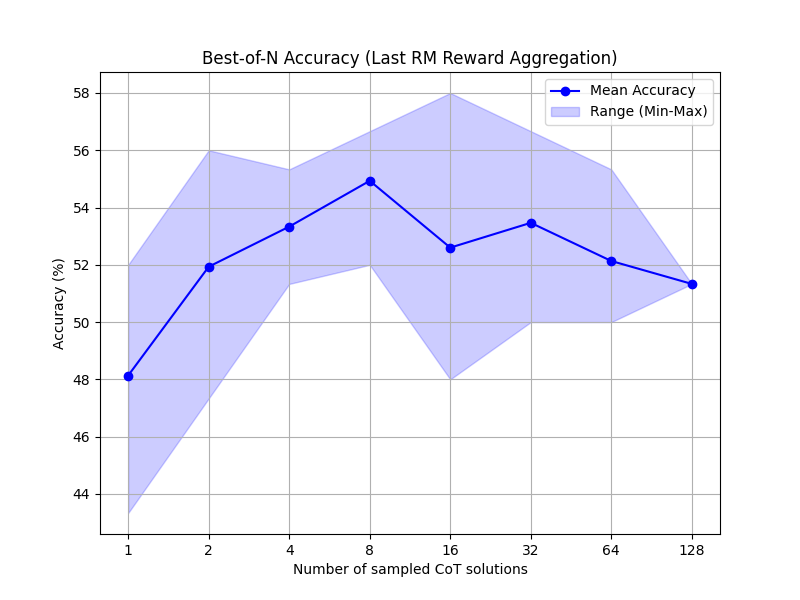 Best-of-N Accuracy (Last RM Reward Aggregation)
Mean Accuracy
Range (Min-Max)
Accuracy (%)
58
56
54
52
50
48
46
44
1 2 4 8 16 32 64 128
Number of sampled CoT solutions